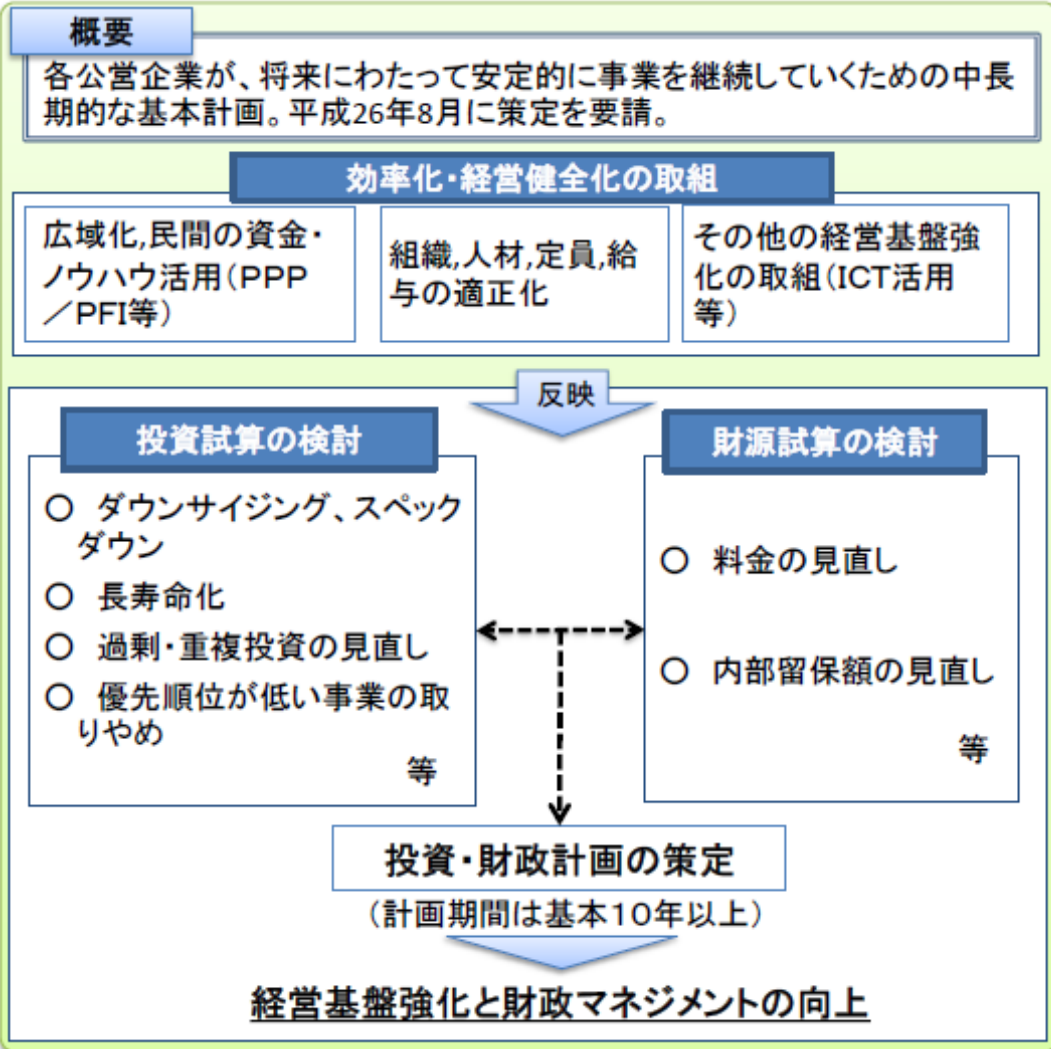 概要
各公営企業が、将来にわたって安定的に事業を継続していくための中長
期的な基本計画。平成26年8月に策定を要請。
効率化・経営健全化の取組
広域化,民間の資金・
ノウハウ活用(PPP
／PFI等)
組織,人材,定員,給
与の適正化
その他の経営基盤強
化の取組(ICT活用
等)
反映
投資試算の検討
○ ダウンサイジング、スペック
ダウン
○ 長寿命化
○ 過剰・重複投資の見直し
○ 優先順位が低い事業の取
りやめ
等
財源試算の検討
○ 料金の見直し
○ 内部留保額の見直し
等
投資・財政計画の策定
(計画期間は基本10年以上)
経営基盤強化と財政マネジメントの向上